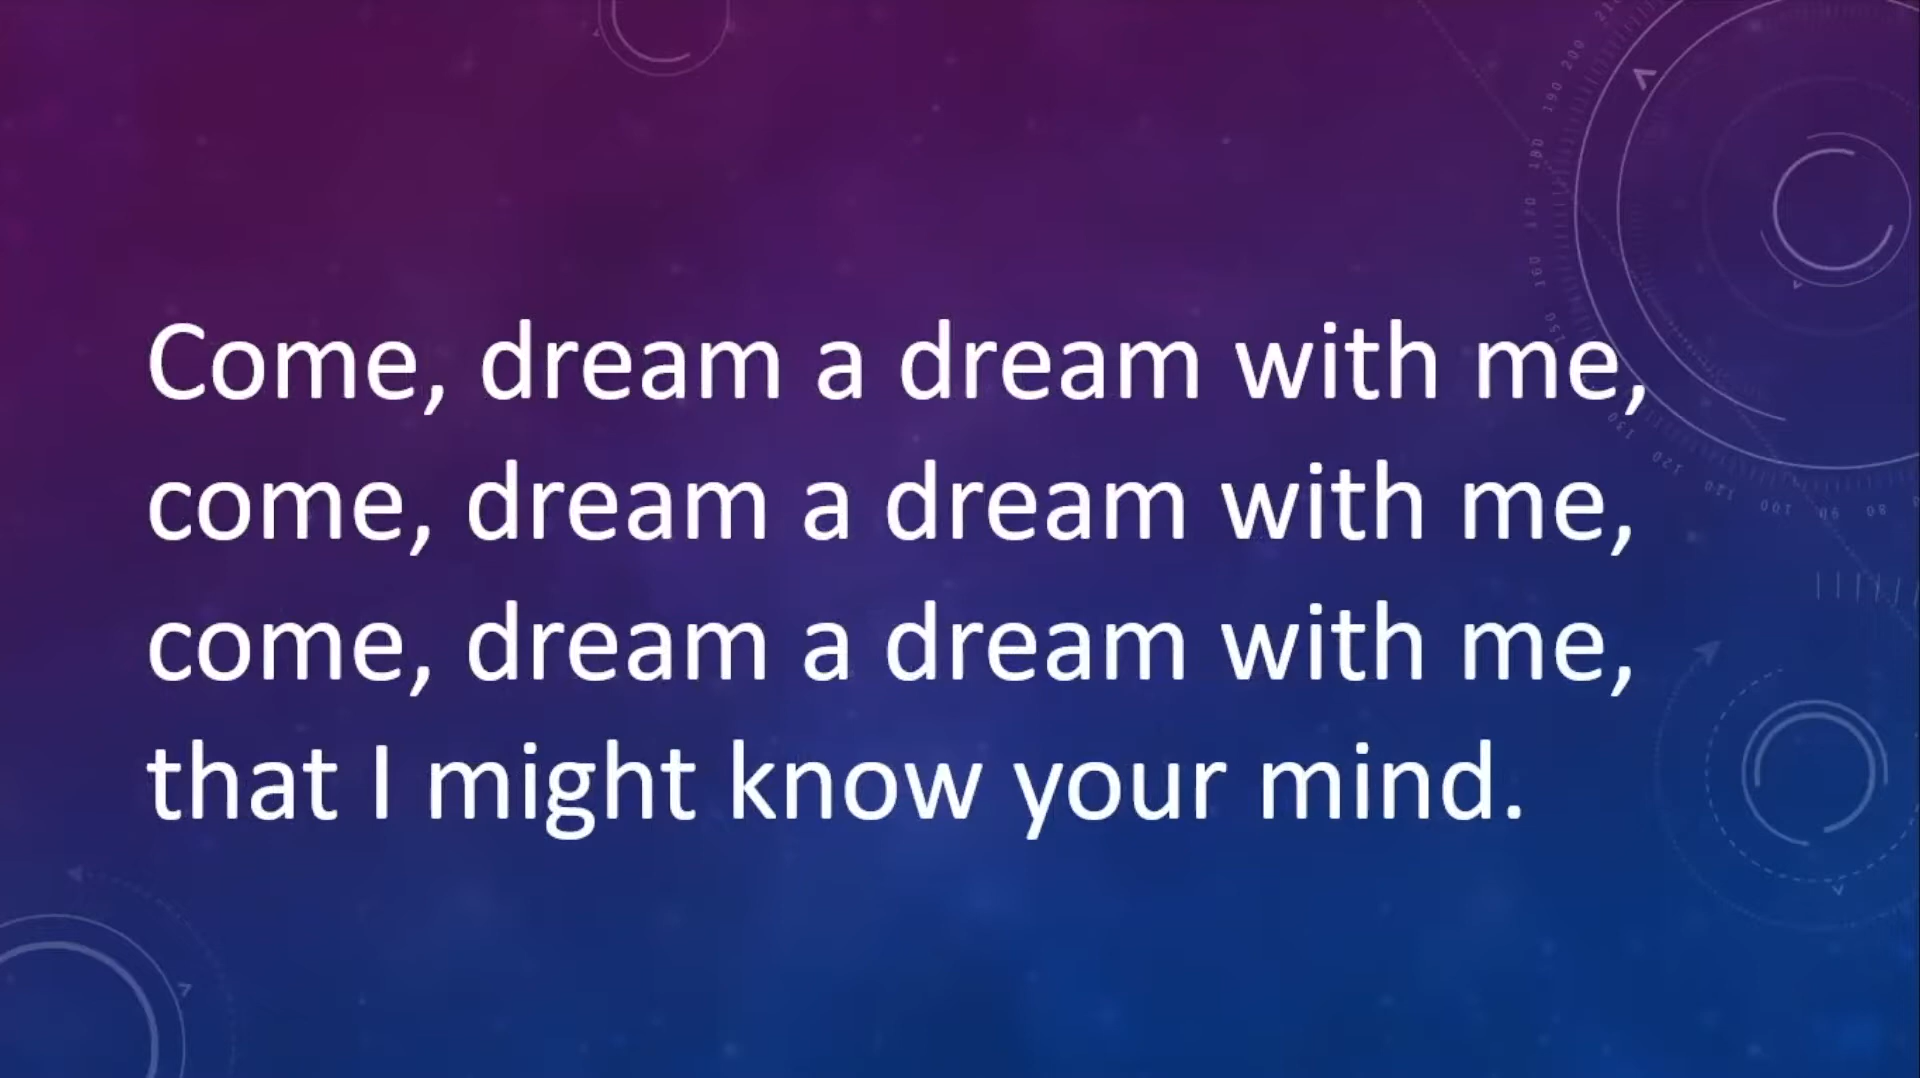 Come, dream a dream with me,
come, dream a dream with me,
come, dream a dream with me,
that I might know your mind.